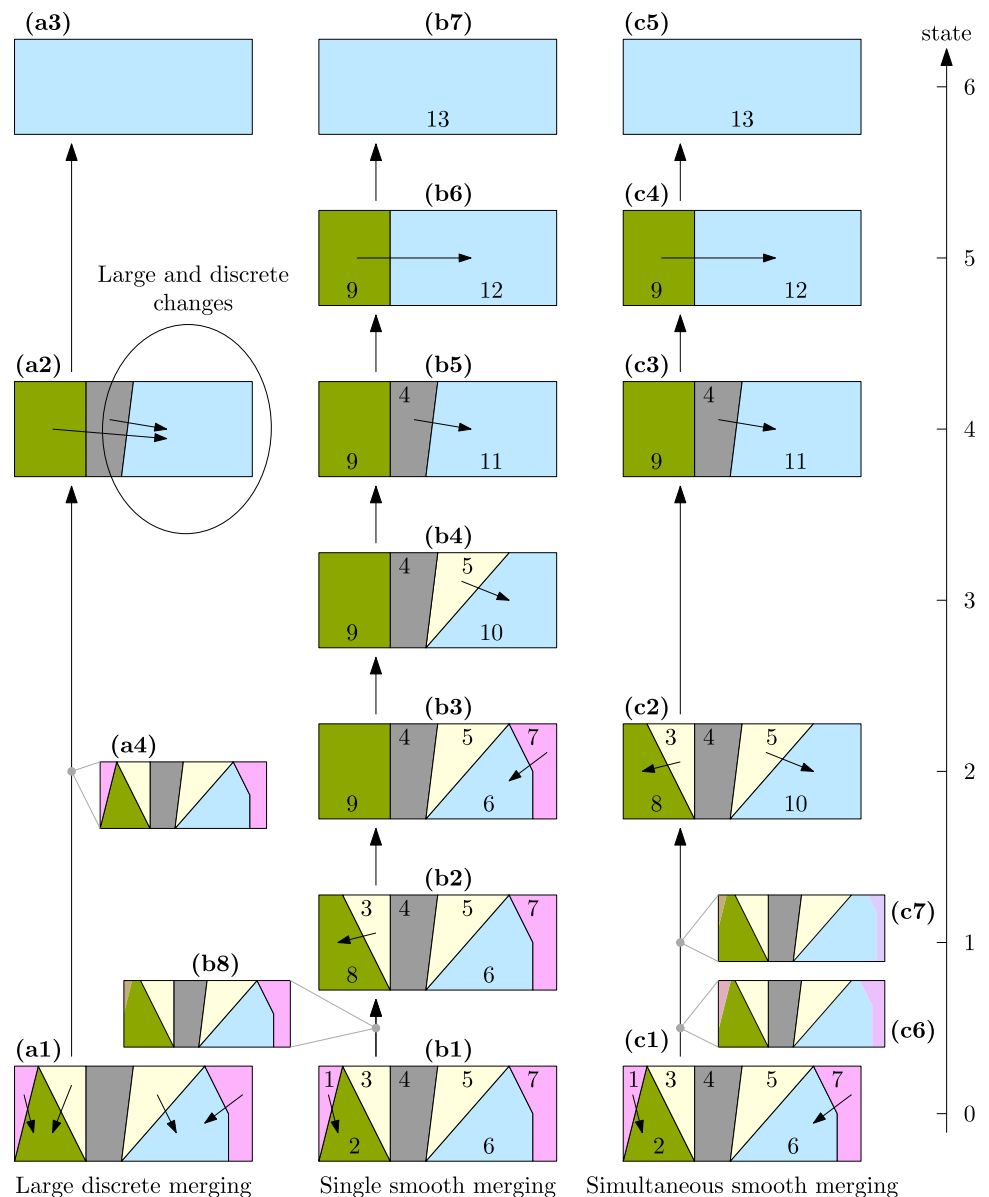 (a3)
(b7)
(c5)
state
6
13
13
(b6)
(c4)
5
9
12
9
12
Large and discrete
changes
(a2)
(b5)
(c3)
4
4
4
9
11
9
11
(b4)
4
5
3
9
10
(b3)
(c2)
4
5
7
3
4
5
(a4)
2
9
6
8
10
(b2)
3
4
5
7
(c7)
1
8
6
(b8)
(c6)
(a1)
(b1)
(c1)
1
3
4
5
7
1
3
4
5
7
0
2
6
2
6
Large discrete merging
Single smooth merging
Simultaneous smooth merging